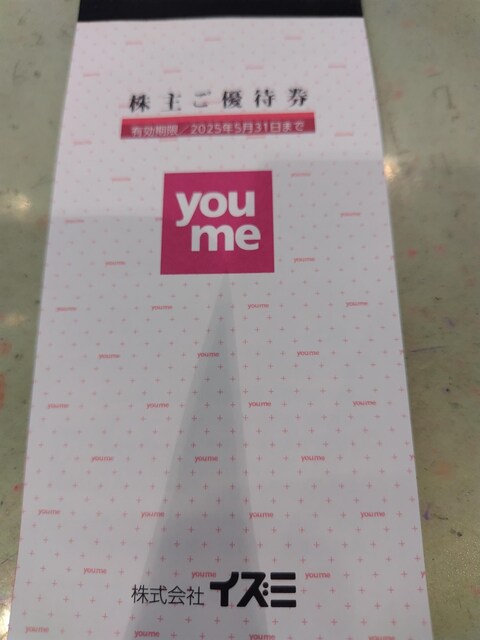 株主ご優待券
有効期限/2025年5月31日まで
you
me
株式会社 イズミ